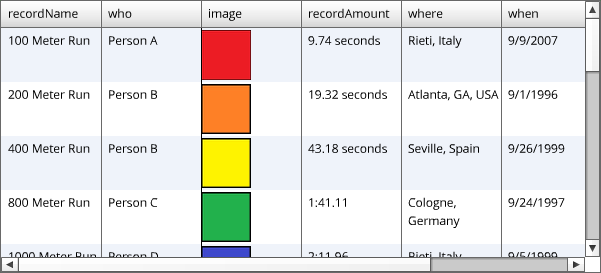 recordName who image recordAmount where when
100 Meter Run Person A 9.74 seconds Rieti, Italy 9/9/2007
200 Meter Run Person B 19.32 seconds Atlanta, GA, USA 9/1/1996
400 Meter Run Person B 43.18 seconds Seville, Spain 9/26/1999
800 Meter Run Person C 1:41.11 Cologne, 9/24/1997
Germany
1000 Meter Run Person D 2:11.96 Rieti, Italy 9/5/1999